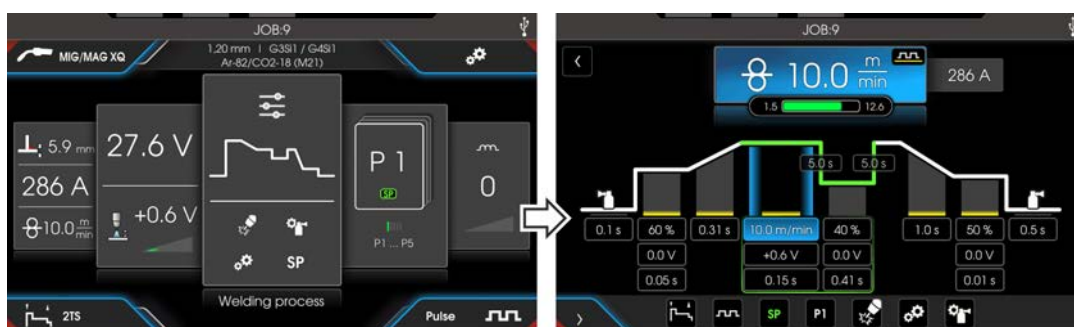 JOB:9
MIG/MAG XQ
1,20 mm | G3Si1 / G4Si1
Ar-82/CO2-18 (M21)
5.9 mm
286 A
10.0 m/min
27.6 V
+0.6 V
SP
Welding process
P 1
SP
P1 ... P5
0
2TS
Pulse
JOB:9
10.0 m/min
286 A
1.5 12.6
5.0 s 5.0 s
0.1 s 60 % 0.31 s 10.0 m/min 40 % 1.0 s 50 % 0.5 s
0.0 V +0.6 V 0.0 V 0.0 V
0.05 s 0.15 s 0.41 s 0.01 s
SP P1